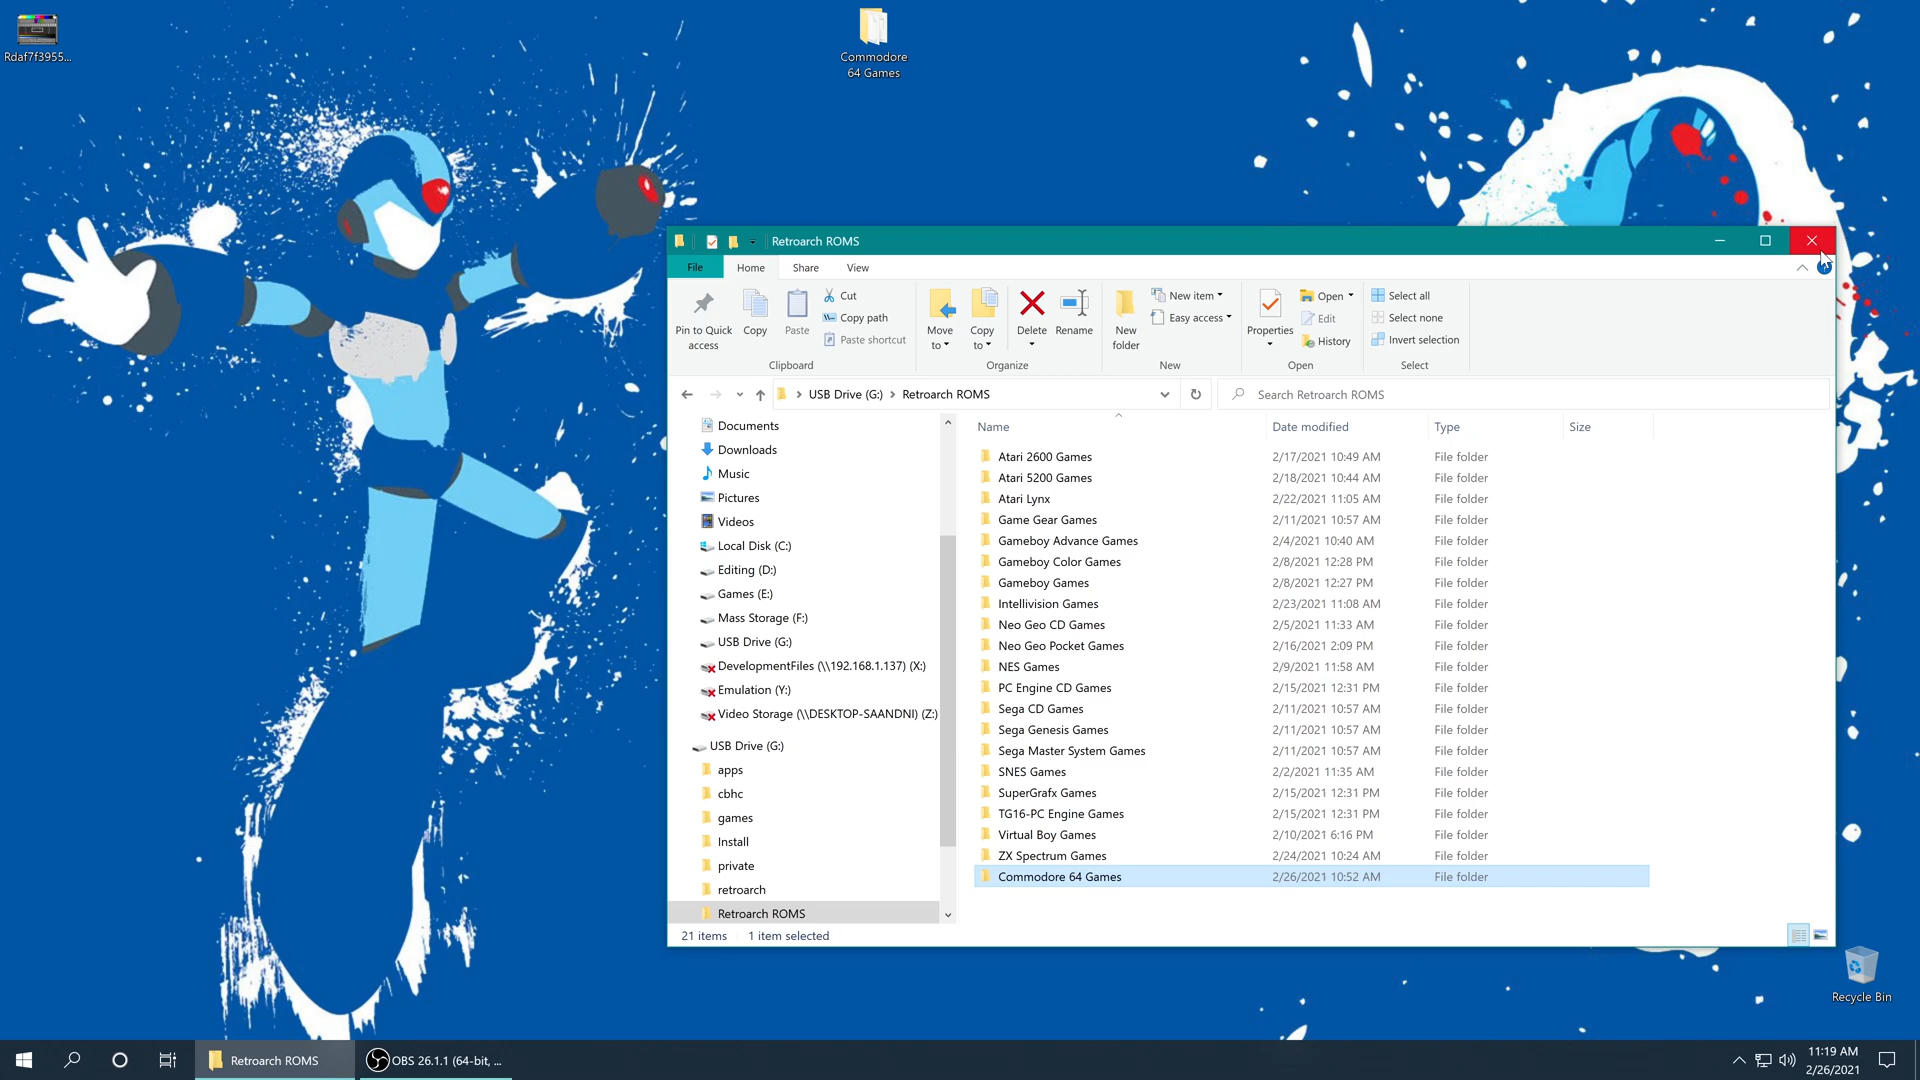 Rdaf7f3955...
Commodore
64 Games
Retroarch ROMS
File
Home
Share
View
Pin to Quick
access
Copy
Paste
Cut
Copy path
Paste shortcut
Clipboard
Move
to
Copy
to
Delete
Rename
Organize
New
folder
New item
Easy access
New
Properties
Open
Edit
History
Open
Select all
Select none
Invert selection
Select
USB Drive (G:) > Retroarch ROMS
Search Retroarch ROMS
Documents
Downloads
Music
Pictures
Videos
Local Disk (C:)
Editing (D:)
Games (E:)
Mass Storage (F:)
USB Drive (G:)
DevelopmentFiles (\\192.168.1.137) (X:)
Emulation (Y:)
Video Storage (\\DESKTOP-SAANDNI) (Z:)
USB Drive (G:)
apps
cbhc
games
Install
private
retroarch
Retroarch ROMS
Name Date modified Type Size
Atari 2600 Games 2/17/2021 10:49 AM File folder
Atari 5200 Games 2/18/2021 10:44 AM File folder
Atari Lynx 2/22/2021 11:05 AM File folder
Game Gear Games 2/11/2021 10:57 AM File folder
Gameboy Advance Games 2/4/2021 10:40 AM File folder
Gameboy Color Games 2/8/2021 12:28 PM File folder
Gameboy Games 2/8/2021 12:27 PM File folder
Intellivision Games 2/23/2021 11:08 AM File folder
Neo Geo CD Games 2/5/2021 11:33 AM File folder
Neo Geo Pocket Games 2/16/2021 2:09 PM File folder
NES Games 2/9/2021 11:58 AM File folder
PC Engine CD Games 2/15/2021 12:31 PM File folder
Sega CD Games 2/11/2021 10:57 AM File folder
Sega Genesis Games 2/11/2021 10:57 AM File folder
Sega Master System Games 2/11/2021 10:57 AM File folder
SNES Games 2/2/2021 11:35 AM File folder
SuperGrafx Games 2/15/2021 12:31 PM File folder
TG16-PC Engine Games 2/15/2021 12:31 PM File folder
Virtual Boy Games 2/10/2021 6:16 PM File folder
ZX Spectrum Games 2/24/2021 10:24 AM File folder
Commodore 64 Games 2/26/2021 10:52 AM File folder
21 items 1 item selected
Recycle Bin
Retroarch ROMS
OBS 26.1.1 (64-bit, ...
11:19 AM
2/26/2021